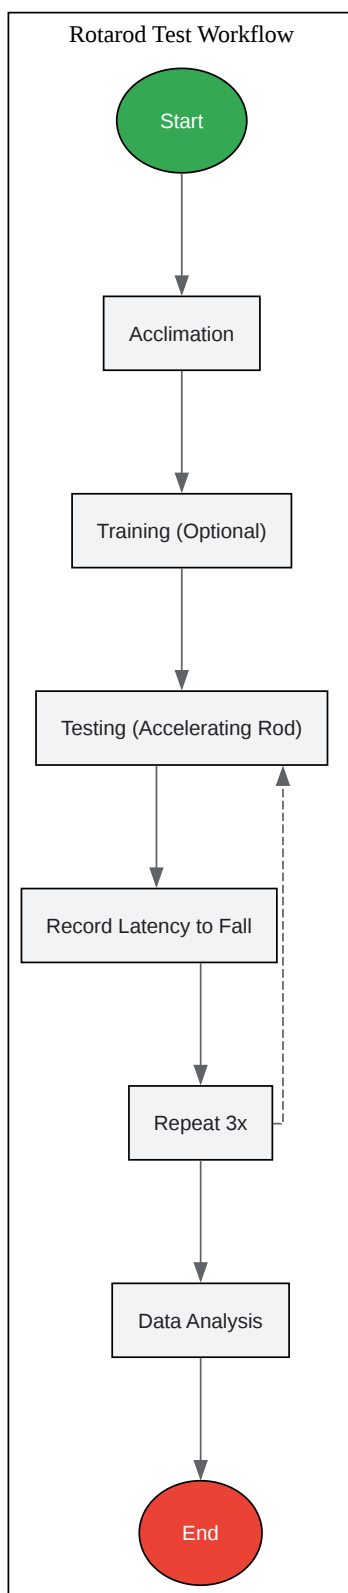 Rotarod Test Workflow
Start
Acclimation
Training (Optional)
Testing (Accelerating Rod)
Record Latency to Fall
Repeat 3x
Data Analysis
End